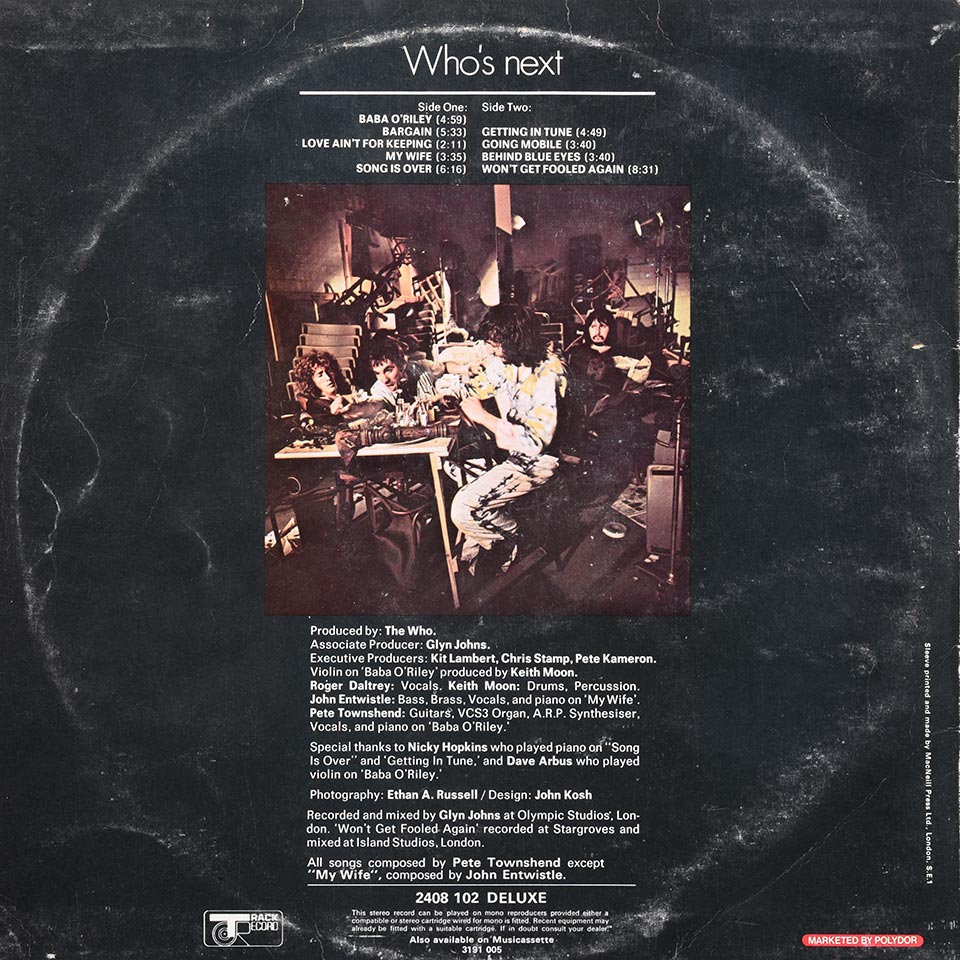 Who's next
Side One:
BABA O'RILEY (4:59)
BARGAIN (5:33)
LOVE AIN'T FOR KEEPING (2:11)
MY WIFE (3:35)
SONG IS OVER (6:16)
Side Two:
GETTING IN TUNE (4:49)
GOING MOBILE (3:40)
BEHIND BLUE EYES (3:40)
WON'T GET FOOLED AGAIN (8:31)
Produced by: The Who.
Associate Producer: Glyn Johns.
Executive Producers: Kit Lambert, Chris Stamp, Pete Kameron.
Violin on 'Baba O'Riley' produced by Keith Moon.
Roger Daltrey: Vocals. Keith Moon: Drums, Percussion.
John Entwistle: Bass, Brass, Vocals, and piano on 'My Wife'.
Pete Townshend: Guitars, VCS3 Organ, A.R.P. Synthesiser,
Vocals, and piano on 'Baba O'Riley.'
Special thanks to Nicky Hopkins who played piano on "Song
Is Over" and 'Getting In Tune,' and Dave Arbus who played
violin on 'Baba O'Riley.'
Photography: Ethan A. Russell / Design: John Kosh
Recorded and mixed by Glyn Johns at Olympic Studios, Lon-
don. 'Won't Get Fooled Again' recorded at Stargroves and
mixed at Island Studios, London.
All songs composed by Pete Townshend except
"My Wife", composed by John Entwistle.
2408 102 DELUXE
This stereo record can be played on mono reproducers provided either a
compatible or stereo cartridge wired for mono is fitted. Recent equipment may
already be fitted with a suitable cartridge. If in doubt consult your dealer."
Also available on Musicassette
3191 005
TRACK
RECORD
MARKETED BY POLYDOR
Sleeve printed and made by MacNeill Press Ltd., London, S.E.1